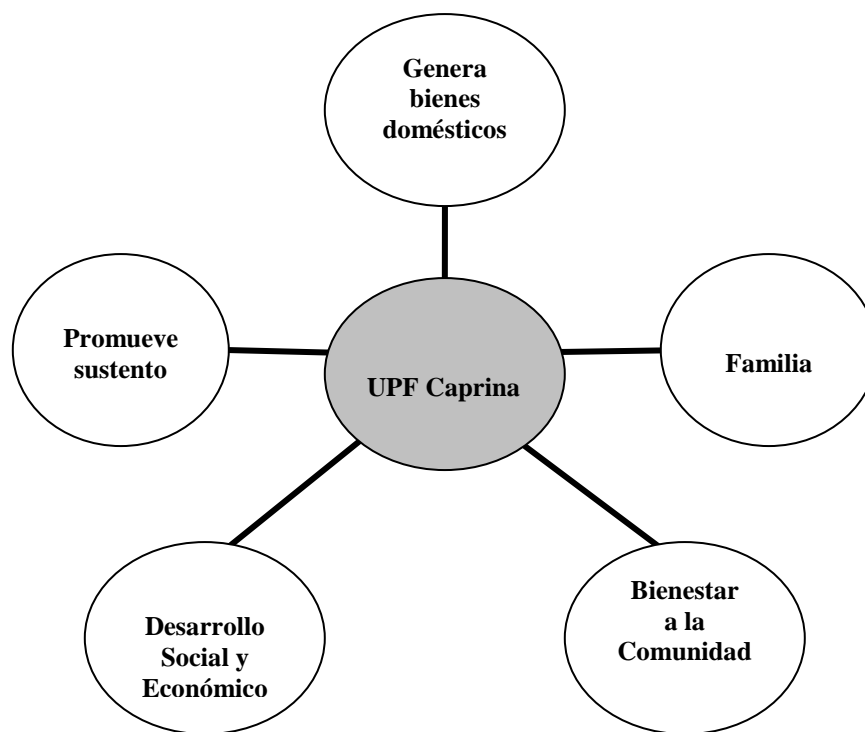 Genera
bienes
domésticos
Promueve
sustento
UPF Caprina
Familia
Desarrollo
Social y
Económico
Bienestar
a la
Comunidad